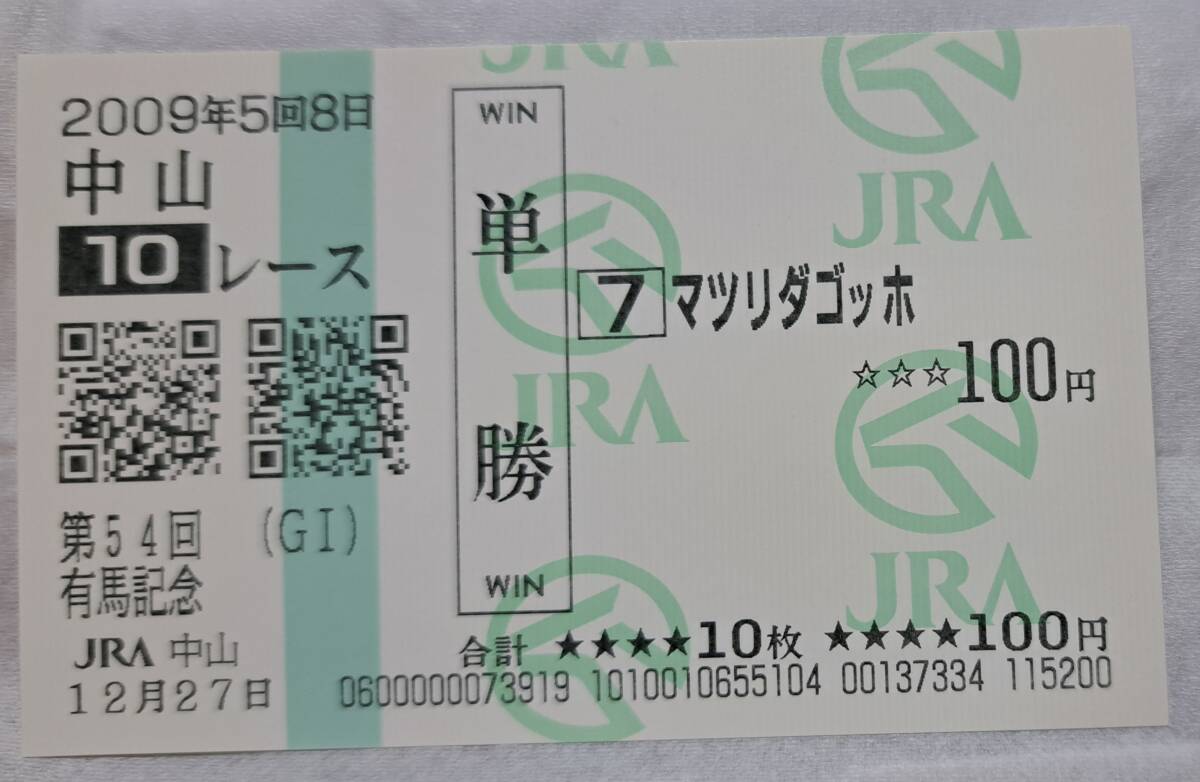 2009年5回8日
中山
10レース
第54回 (GI)
有馬記念
JRA 中山
12月27日
WIN
単勝
WIN
7 マツリダゴッホ
☆☆☆100円
合計 ★★★★10枚 ★★★★100円
0600000073919 1010010655104 00137334 115200
JRA
JRA
JRA
JRA